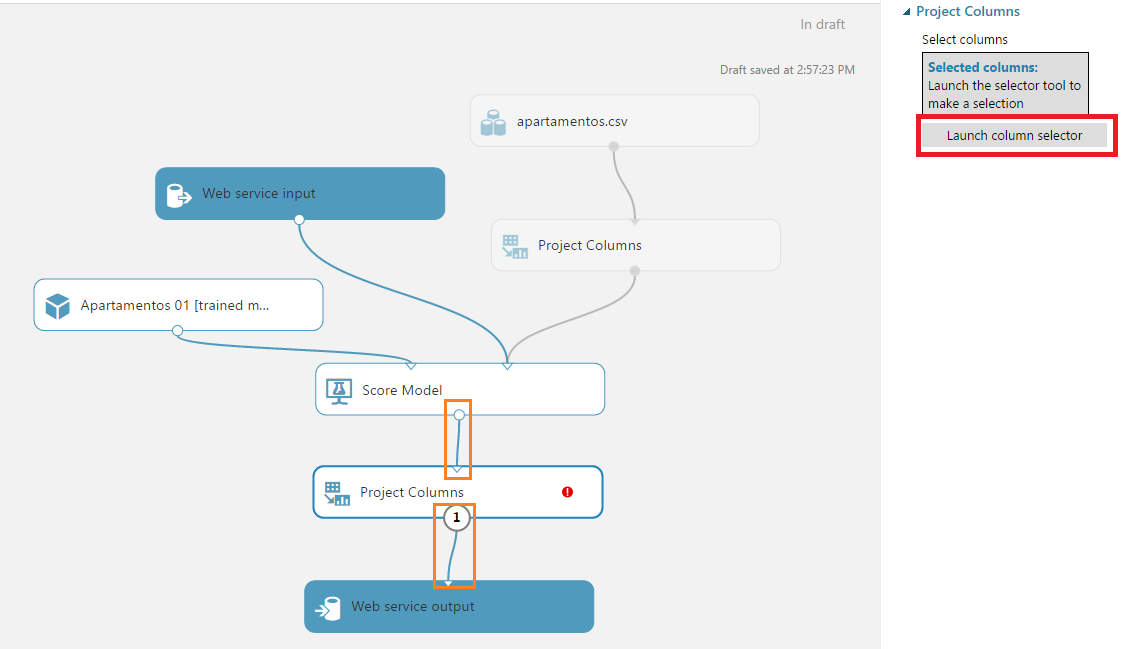 In draft
Draft saved at 2:57:23 PM
apartamentos.csv
Web service input
Project Columns
Apartamentos 01 [trained m...
Score Model
Project Columns
1
Web service output
Project Columns
Select columns
Selected columns:
Launch the selector tool to
make a selection
Launch column selector